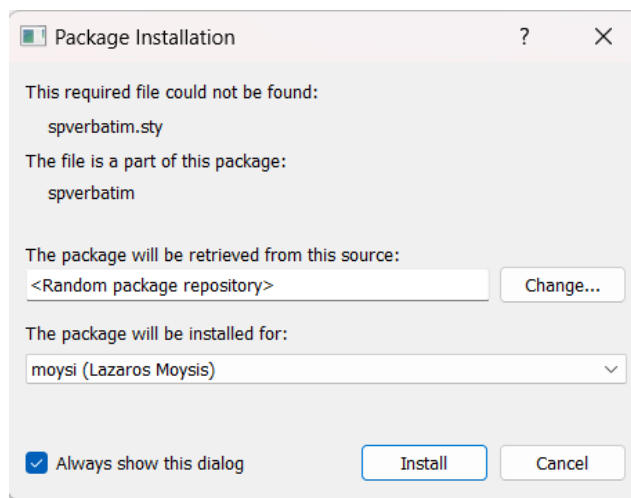 Package Installation ?
This required file could not be found:
spverbatim.sty
The file is a part of this package:
spverbatim
The package will be retrieved from this source:
<Random package repository> Change...
The package will be installed for:
moysi (Lazaros Moysis)
Always show this dialog Install Cancel